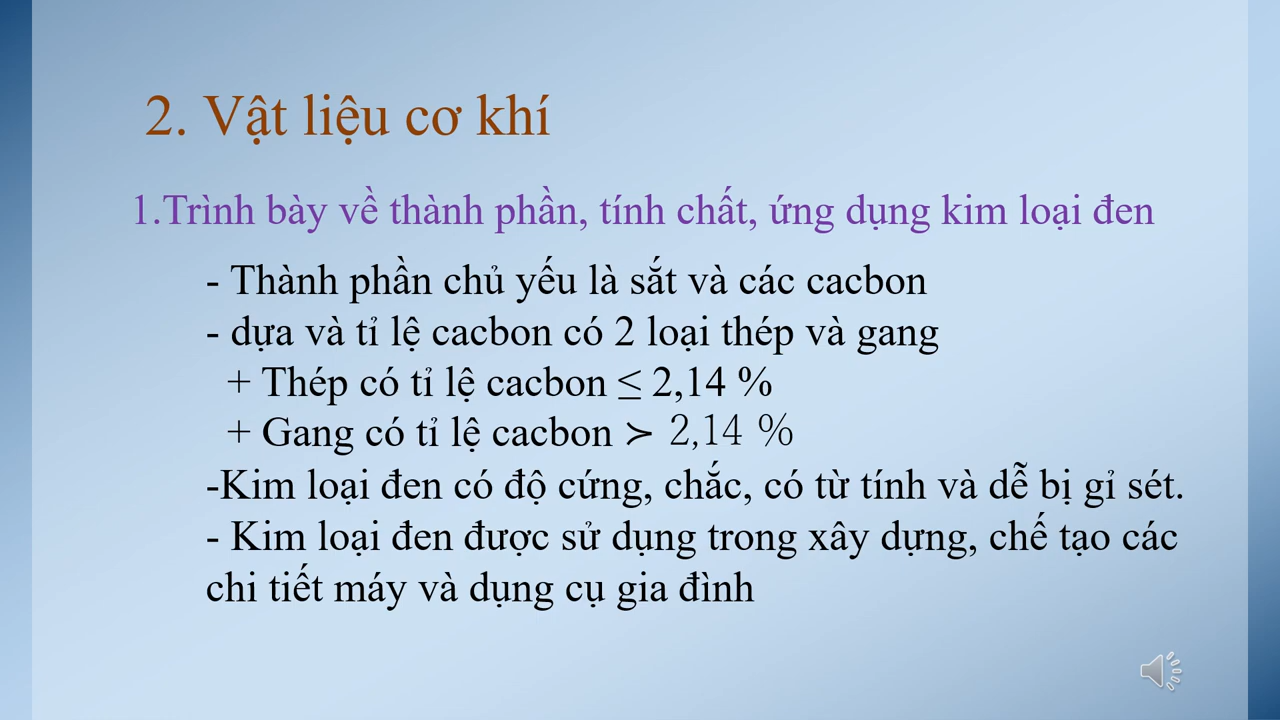 2. Vật liệu cơ khí
1.Trình bày về thành phần, tính chất, ứng dụng kim loại đen
- Thành phần chủ yếu là sắt và các cacbon
- dựa và tỉ lệ cacbon có 2 loại thép và gang
+ Thép có tỉ lệ cacbon ≤ 2,14 %
+ Gang có tỉ lệ cacbon ≻ 2,14 %
-Kim loại đen có độ cứng, chắc, có từ tính và dễ bị gỉ sét.
- Kim loại đen được sử dụng trong xây dựng, chế tạo các
chi tiết máy và dụng cụ gia đình